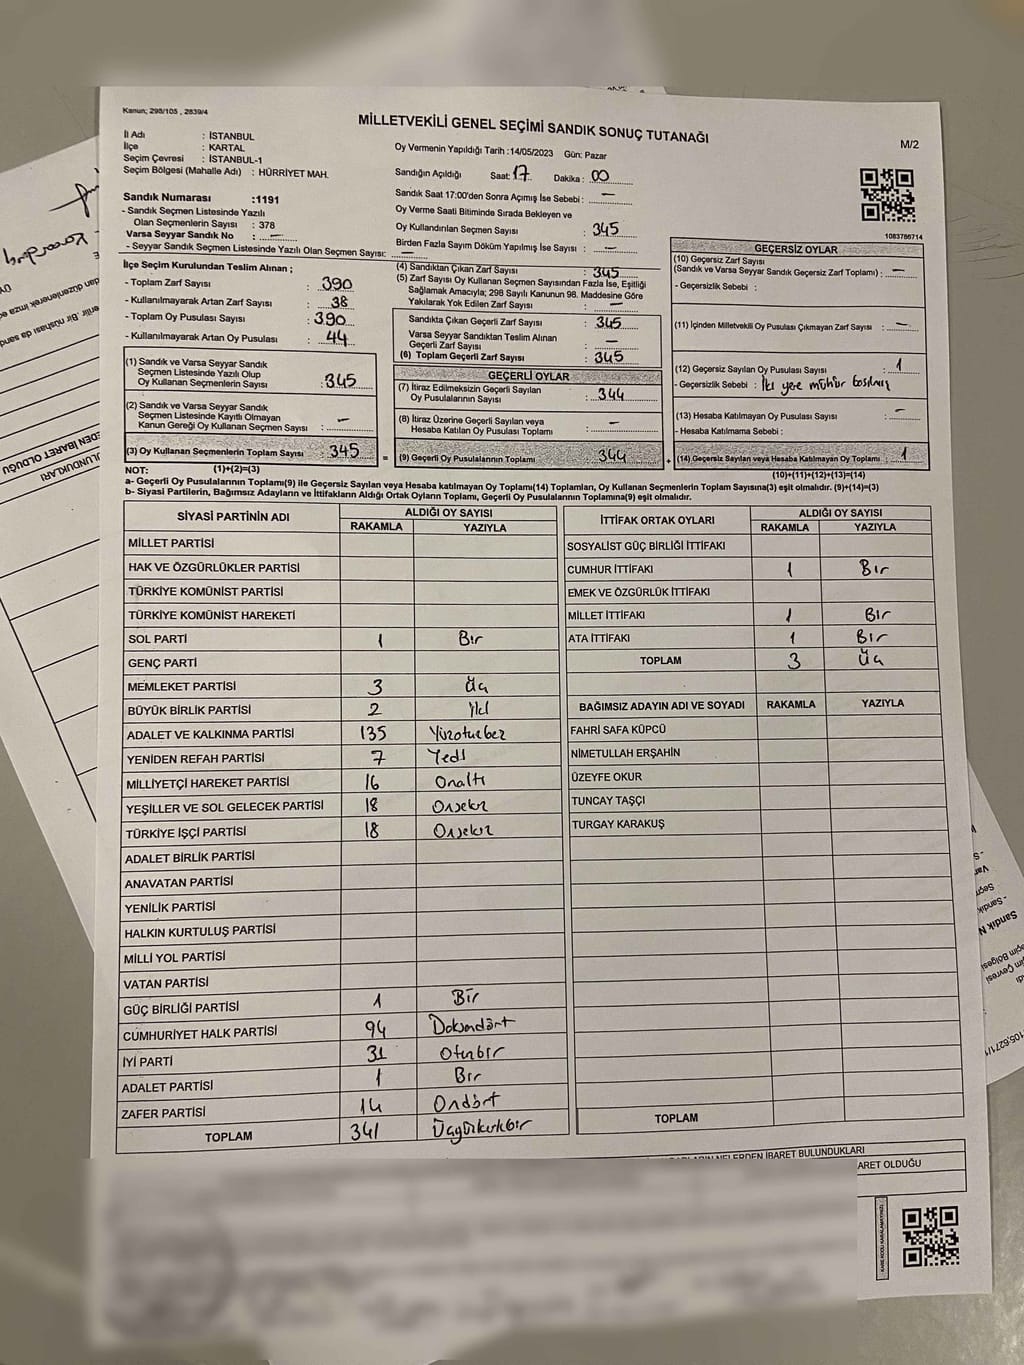 Kanun; 298/105 , 2839/4
MİLLETVEKİLİ GENEL SEÇİMİ SANDIK SONUÇ TUTANAĞI
M/2
İl Adı : İSTANBUL
İlçe : KARTAL
Seçim Çevresi : İSTANBUL-1
Seçim Bölgesi (Mahalle Adı) : HÜRRİYET MAH.
Oy Vermenin Yapıldığı Tarih :14/05/2023 Gün: Pazar
Sandığın Açıldığı Saat: 17 Dakika : 00
Sandık Saat 17:00'den Sonra Açımış İse Sebebi : —
Oy Verme Saati Bitiminde Sırada Bekleyen ve
Oy Kullandırılan Seçmen Sayısı : 345
Birden Fazla Sayım Döküm Yapılmış İse Sayısı : —
1083786714
Sandık Numarası :1191
- Sandık Seçmen Listesinde Yazılı
Olan Seçmenlerin Sayısı : 378
Varsa Seyyar Sandık No : —
- Seyyar Sandık Seçmen Listesinde Yazılı Olan Seçmen Sayısı:
İlçe Seçim Kurulundan Teslim Alınan ;
- Toplam Zarf Sayısı : 390
- Kullanılmayarak Artan Zarf Sayısı : 38
- Toplam Oy Pusulası Sayısı : 390
- Kullanılmayarak Artan Oy Pusulası : 44
(1) Sandık ve Varsa Seyyar Sandık
Seçmen Listesinde Yazılı Olup
Oy Kullanan Seçmenlerin Sayısı : 345
(2) Sandık ve Varsa Seyyar Sandık
Seçmen Listesinde Kayıtlı Olmayan
Kanun Gereği Oy Kullanan Seçmen Sayısı : —
(3) Oy Kullanan Seçmenlerin Toplam Sayısı : 345
(4) Sandıktan Çıkan Zarf Sayısı : 345
(5) Zarf Sayısı Oy Kullanan Seçmen Sayısından Fazla İse, Eşitliği
Sağlamak Amacıyla; 298 Sayılı Kanunun 98. Maddesine Göre
Yakılarak Yok Edilen Zarf Sayısı : —
Sandıkta Çıkan Geçerli Zarf Sayısı : 345
Varsa Seyyar Sandıktan Teslim Alınan
Geçerli Zarf Sayısı : —
(6) Toplam Geçerli Zarf Sayısı : 345
GEÇERLİ OYLAR
(7) İtiraz Edilmeksizin Geçerli Sayılan
Oy Pusulalarının Sayısı : 344
(8) İtiraz Üzerine Geçerli Sayılan veya
Hesaba Katılan Oy Pusulası Toplamı : —
= (9) Geçerli Oy Pusulalarının Toplamı 344
GEÇERSİZ OYLAR
(10) Geçersiz Zarf Sayısı
(Sandık ve Varsa Seyyar Sandık Geçersiz Zarf Toplamı) : —
- Geçersizlik Sebebi :
(11) İçinden Milletvekili Oy Pusulası Çıkmayan Zarf Sayısı : —
(12) Geçersiz Sayılan Oy Pusulası Sayısı : 1
- Geçersizlik Sebebi : İki yere mühür basılmış
(13) Hesaba Katılmayan Oy Pusulası Sayısı : —
- Hesaba Katılmama Sebebi :
+ (14) Geçersiz Sayılan veya Hesaba Katılmayan Oy Toplamı : 1
NOT: (1)+(2)=(3) (10)+(11)+(12)+(13)=(14)
a- Geçerli Oy Pusulalarının Toplamı(9) ile Geçersiz Sayılan veya Hesaba katılmayan Oy Toplamı(14) Toplamları, Oy Kullanan Seçmenlerin Toplam Sayısına(3) eşit olmalıdır. (9)+(14)=(3)
b- Siyasi Partilerin, Bağımsız Adayların ve İttifakların Aldığı Ortak Oyların Toplamı, Geçerli Oy Pusulalarının Toplamına(9) eşit olmalıdır.
SİYASİ PARTİNİN ADI ALDIĞI OY SAYISI
RAKAMLA YAZIYLA
MİLLET PARTİSİ
HAK VE ÖZGÜRLÜKLER PARTİSİ
TÜRKİYE KOMÜNİST PARTİSİ
TÜRKİYE KOMÜNİST HAREKETİ
SOL PARTİ 1 Bir
GENÇ PARTİ
MEMLEKET PARTİSİ 3 Üç
BÜYÜK BİRLİK PARTİSİ 2 İki
ADALET VE KALKINMA PARTİSİ 135 Yüzotuzbeş
YENİDEN REFAH PARTİSİ 7 Yedi
MİLLİYETÇİ HAREKET PARTİSİ 16 Onaltı
YEŞİLLER VE SOL GELECEK PARTİSİ 18 Onsekiz
TÜRKİYE İŞÇİ PARTİSİ 18 Onsekiz
ADALET BİRLİK PARTİSİ
ANAVATAN PARTİSİ
YENİLİK PARTİSİ
HALKIN KURTULUŞ PARTİSİ
MİLLİ YOL PARTİSİ
VATAN PARTİSİ
GÜÇ BİRLİĞİ PARTİSİ 1 Bir
CUMHURİYET HALK PARTİSİ 94 Doksandört
İYİ PARTİ 31 Otuzbir
ADALET PARTİSİ 1 Bir
ZAFER PARTİSİ 14 Ondört
TOPLAM 341 Üçyüzkırkbir
İTTİFAK ORTAK OYLARI ALDIĞI OY SAYISI
RAKAMLA YAZIYLA
SOSYALİST GÜÇ BİRLİĞİ İTTİFAKI
CUMHUR İTTİFAKI 1 Bir
EMEK VE ÖZGÜRLÜK İTTİFAKI
MİLLET İTTİFAKI 1 Bir
ATA İTTİFAKI 1 Bir
TOPLAM 3 Üç
BAĞIMSIZ ADAYIN ADI VE SOYADI RAKAMLA YAZIYLA
FAHRİ SAFA KÜPCÜ
NİMETULLAH ERŞAHİN
ÜZEYFE OKUR
TUNCAY TAŞÇI
TURGAY KARAKUŞ
TOPLAM
NELERDEN İBARET BULUNDUKLARI
ARET OLDUĞU
KARE KODU KARALAMAYINIZ!